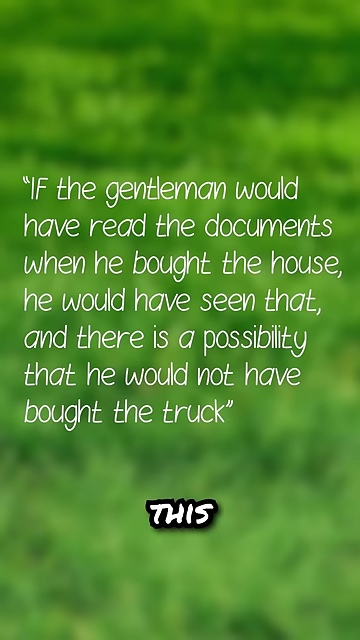 “IF the gentleman would
have read the documents
when he bought the house,
he would have seen that,
and there is a possibility
that he would not have
bought the truck”
THIS